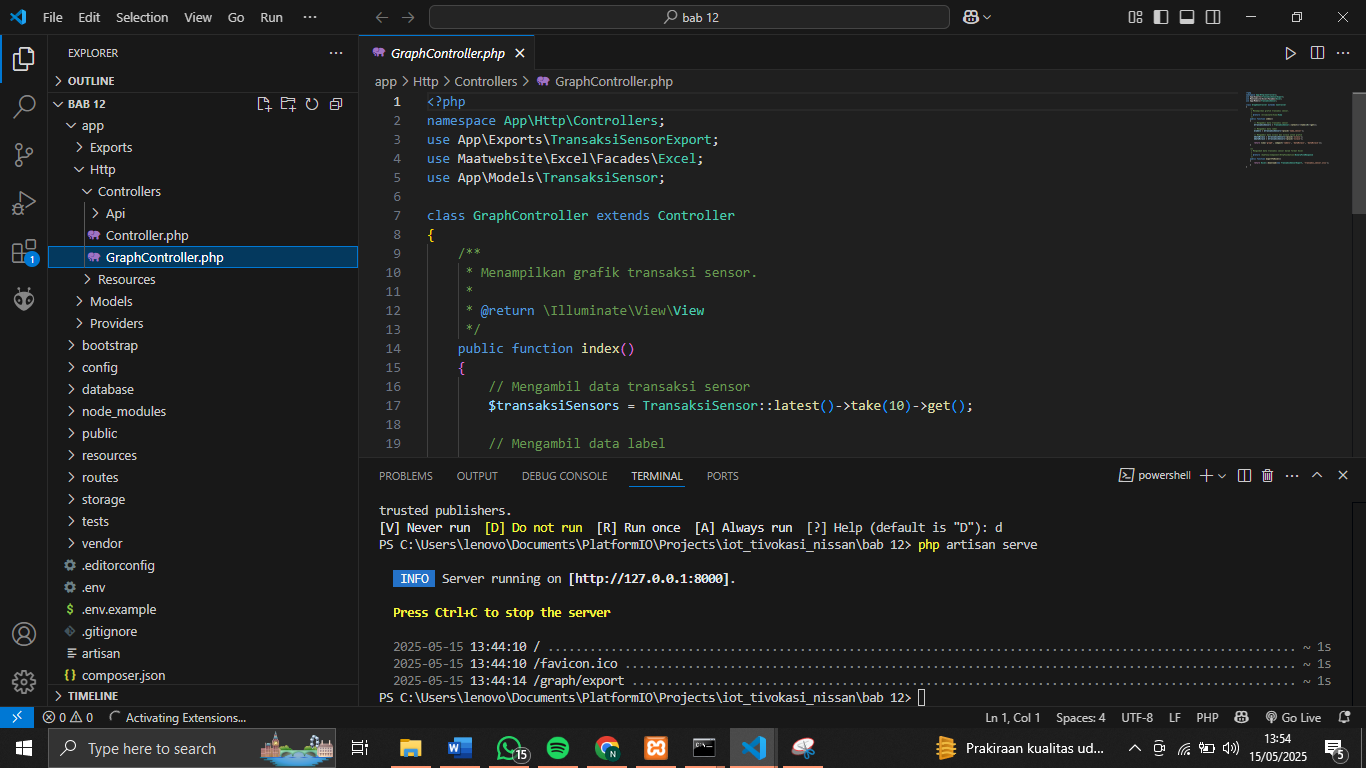 File Edit Selection View Go Run ···
bab 12
EXPLORER
OUTLINE
BAB 12
app
Exports
Http
Controllers
Api
Controller.php
GraphController.php
Resources
Models
Providers
bootstrap
config
database
node_modules
public
resources
routes
storage
tests
vendor
.editorconfig
.env
$ .env.example
.gitignore
artisan
{} composer.json
TIMELINE
1
GraphController.php
app > Http > Controllers > GraphController.php
1 <?php
2 namespace App\Http\Controllers;
3 use App\Exports\TransaksiSensorExport;
4 use Maatwebsite\Excel\Facades\Excel;
5 use App\Models\TransaksiSensor;
6
7 class GraphController extends Controller
8 {
9 /**
10 * Menampilkan grafik transaksi sensor.
11 *
12 * @return \Illuminate\View\View
13 */
14 public function index()
15 {
16 // Mengambil data transaksi sensor
17 $transaksiSensors = TransaksiSensor::latest()->take(10)->get();
18
19 // Mengambil data label
PROBLEMS OUTPUT DEBUG CONSOLE TERMINAL PORTS
powershell
trusted publishers.
[V] Never run [D] Do not run [R] Run once [A] Always run [?] Help (default is "D"): d
PS C:\Users\lenovo\Documents\PlatformIO\Projects\iot_tivokasi_nissan\bab 12> php artisan serve
INFO Server running on [http://127.0.0.1:8000].
Press Ctrl+C to stop the server
2025-05-15 13:44:10 / ........................................ ~ 1s
2025-05-15 13:44:10 /favicon.ico ........................................ ~ 1s
2025-05-15 13:44:14 /graph/export ........................................ ~ 1s
PS C:\Users\lenovo\Documents\PlatformIO\Projects\iot_tivokasi_nissan\bab 12>
0 0 Activating Extensions...
Ln 1, Col 1 Spaces: 4 UTF-8 LF PHP Go Live
Type here to search
15
Prakiraan kualitas ud...
13:54
15/05/2025
5